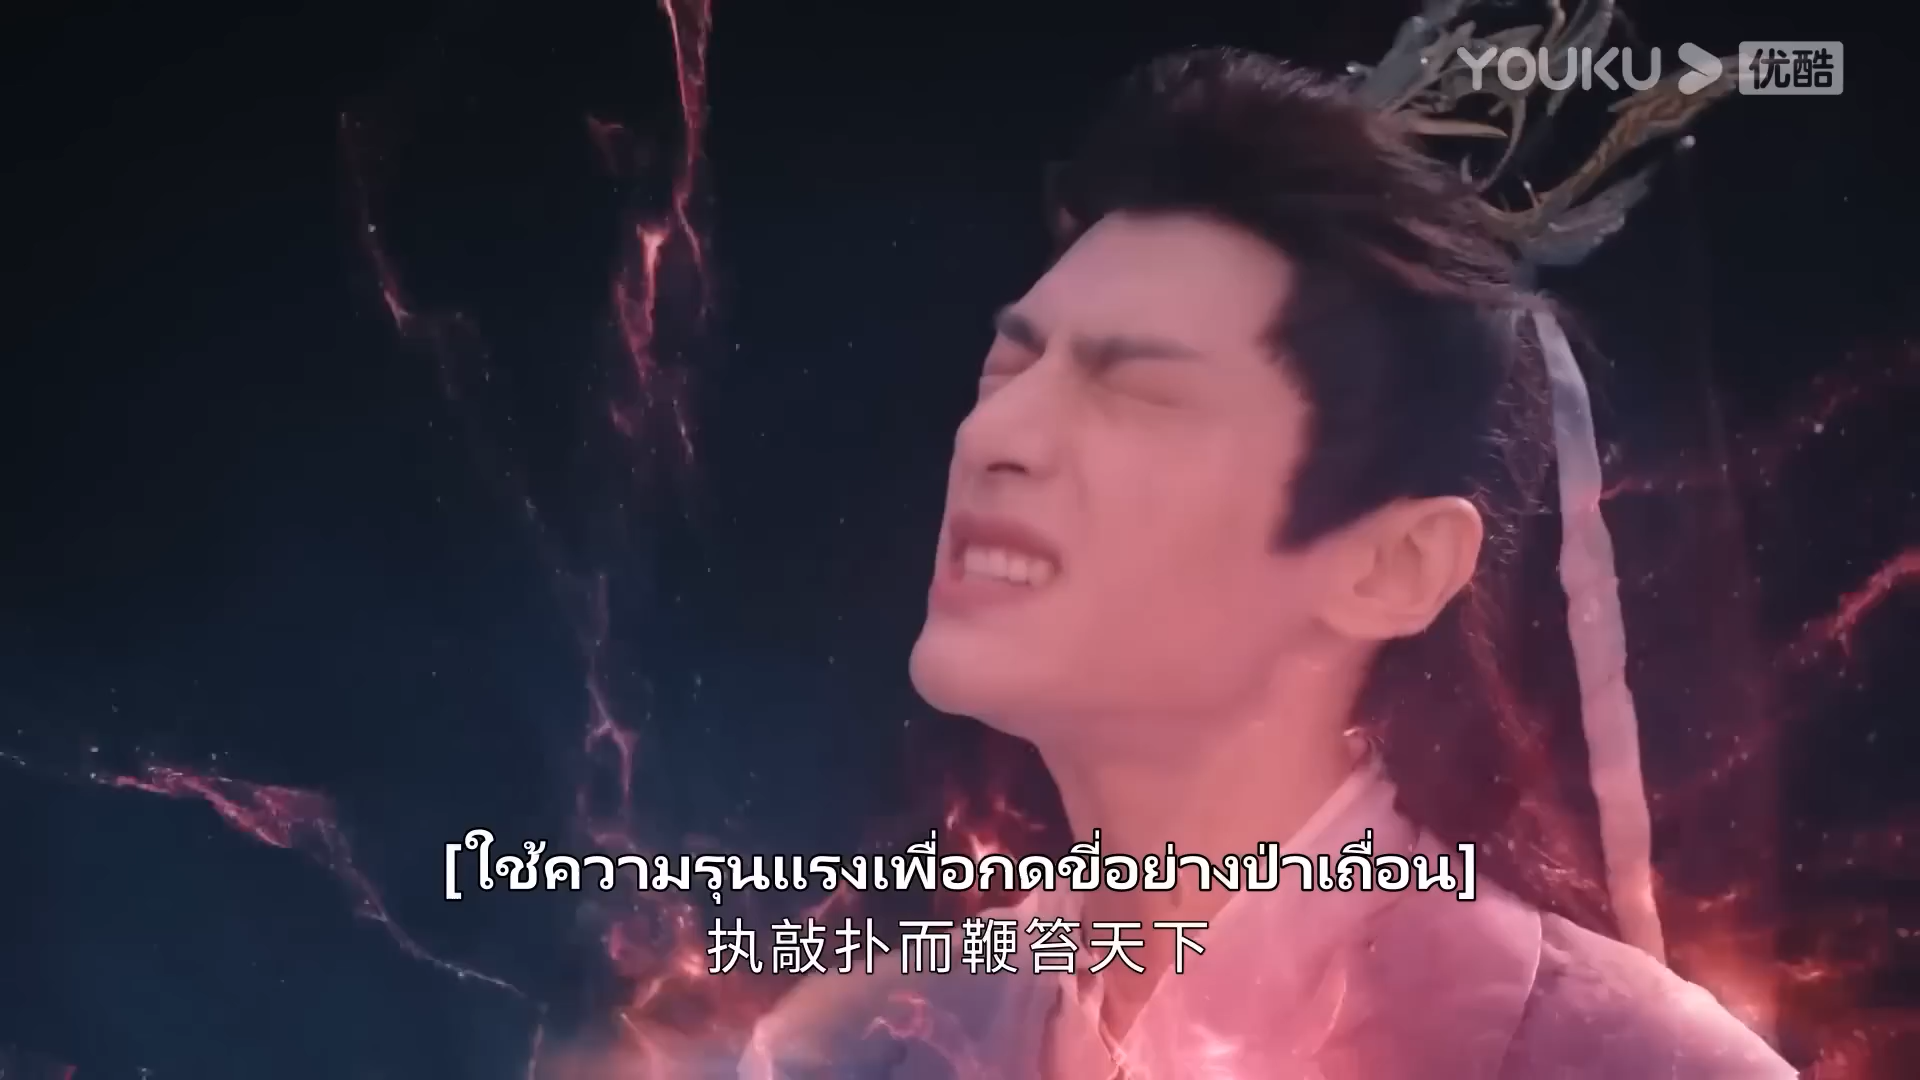 YOUKU 优酷
[ใช้ความรุนแรงเพื่อกดขี่อย่างป่าเถื่อน]
执敲扑而鞭笞天下